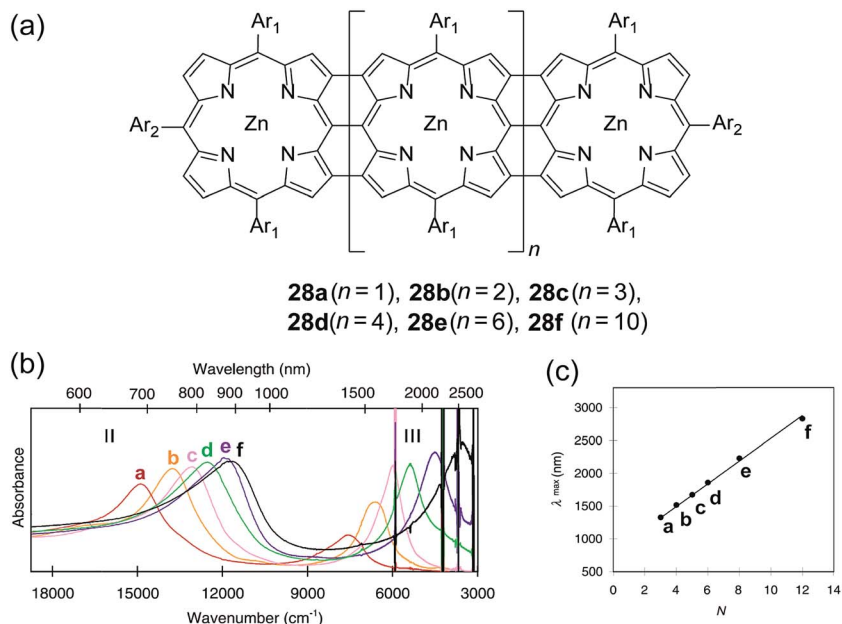 (a)
Ar1 Ar1 Ar1
N N N N N N
Ar2 Zn Zn Zn Ar2
N N N N N N
Ar1 Ar1 Ar1
n
28a (n = 1), 28b(n = 2), 28c (n = 3),
28d(n = 4), 28e(n = 6), 28f (n = 10)
(b)
Wavelength (nm)
600 700 800 900 1000 1500 2000 2500
II III
a b c d e f
Absorbance
18000 15000 12000 9000 6000 3000
Wavenumber (cm-1)
(c)
3000
2500
2000
1500
1000
500
λ max (nm)
a b c d e f
0 2 4 6 8 10 12 14
N